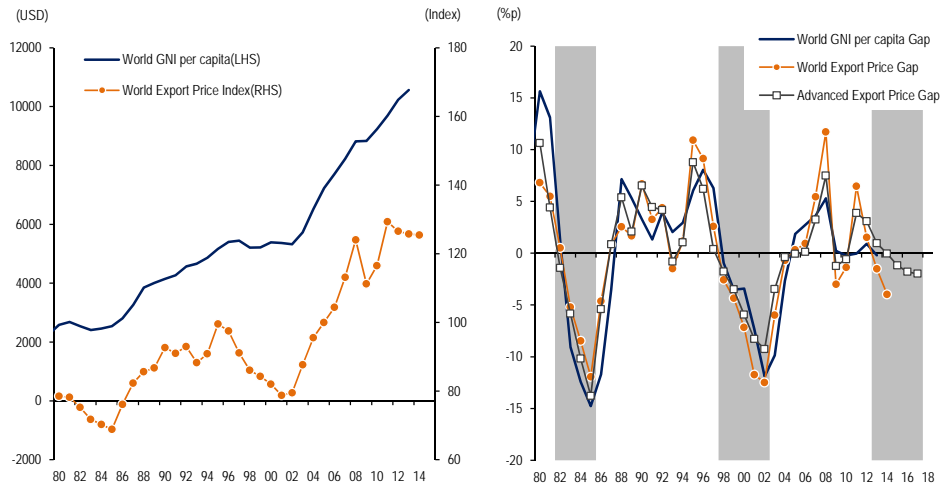 (USD)
(Index)
12000
10000
8000
6000
4000
2000
0
-2000
180
160
140
120
100
80
60
World GNI per capita(LHS)
World Export Price Index(RHS)
80 82 84 86 88 90 92 94 96 98 00 02 04 06 08 10 12 14
(%p)
20
15
10
5
0
-5
-10
-15
-20
World GNI per capita Gap
World Export Price Gap
Advanced Export Price Gap
80 82 84 86 88 90 92 94 96 98 00 02 04 06 08 10 12 14 16 18